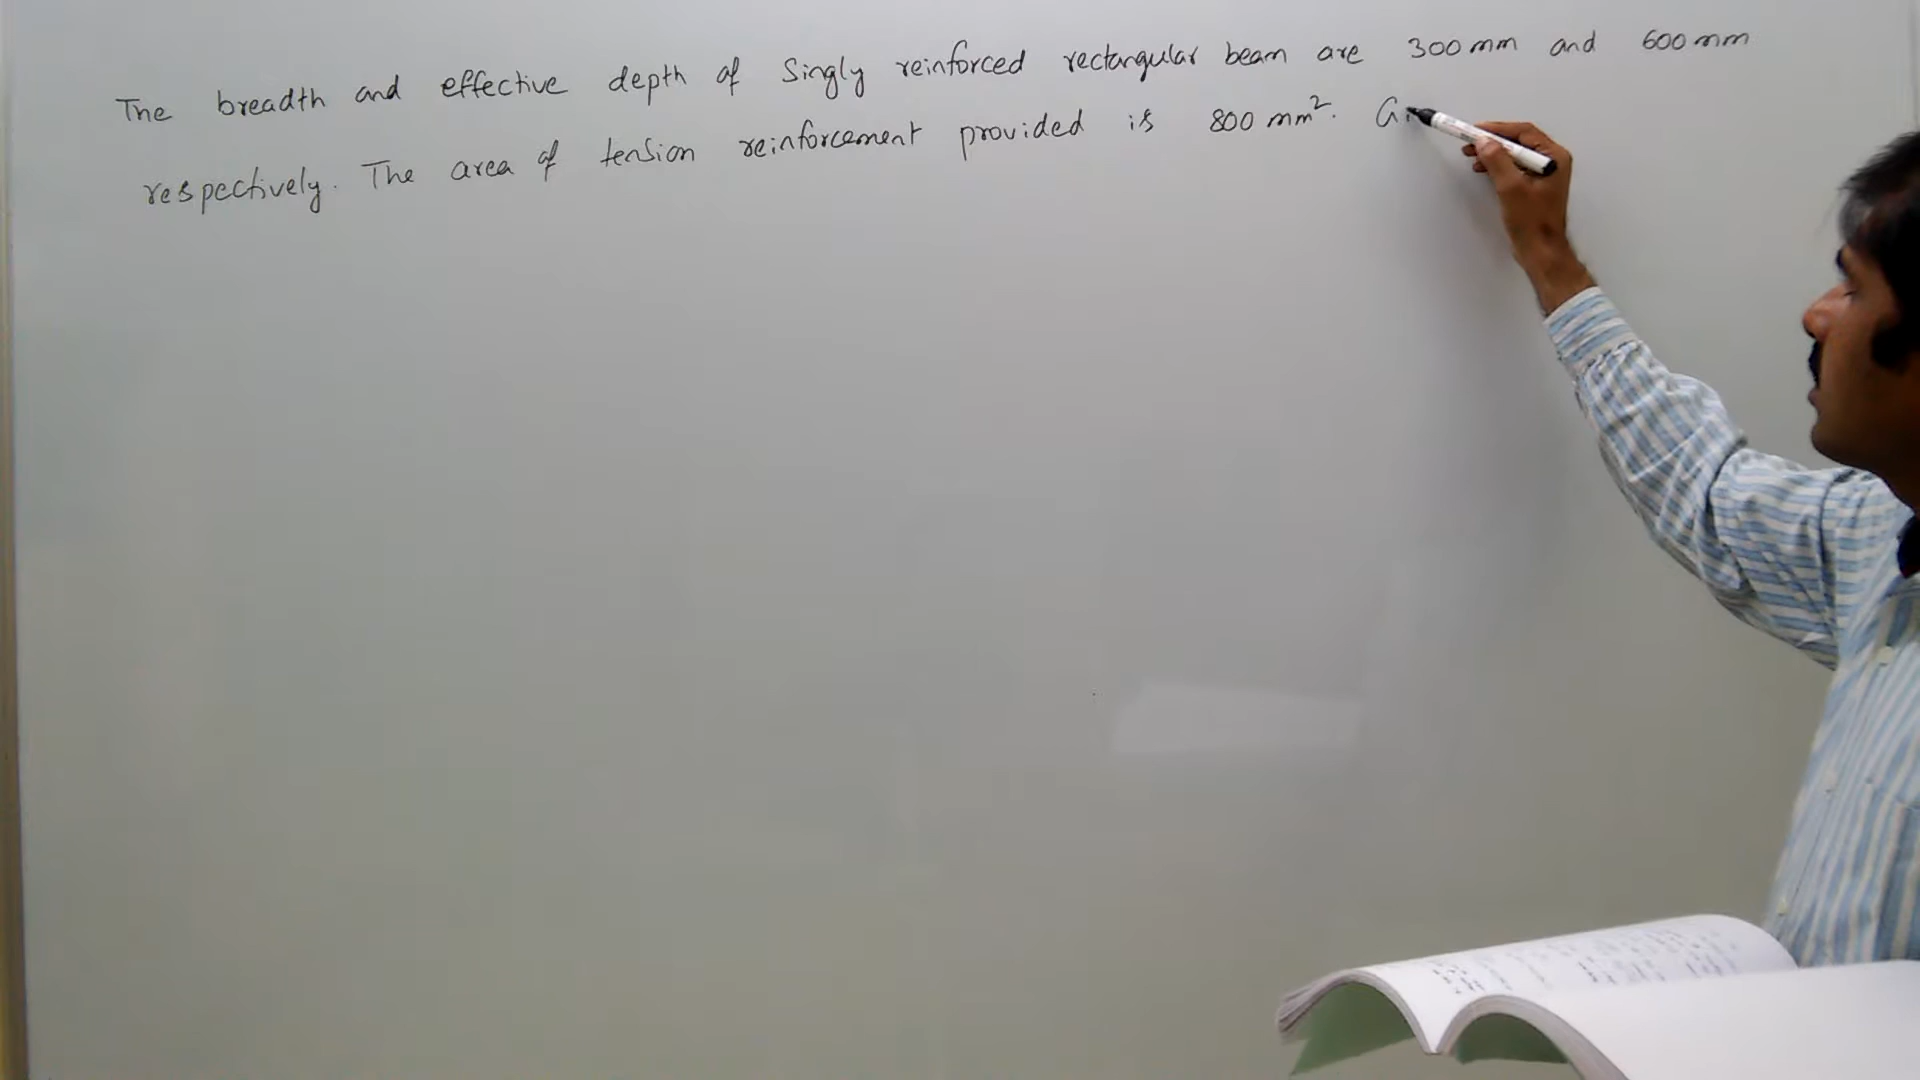 The breadth and effective depth of Singly reinforced rectangular beam are 300 mm and 600 mm
respectively. The area of tension reinforcement provided is 800 mm². Gi